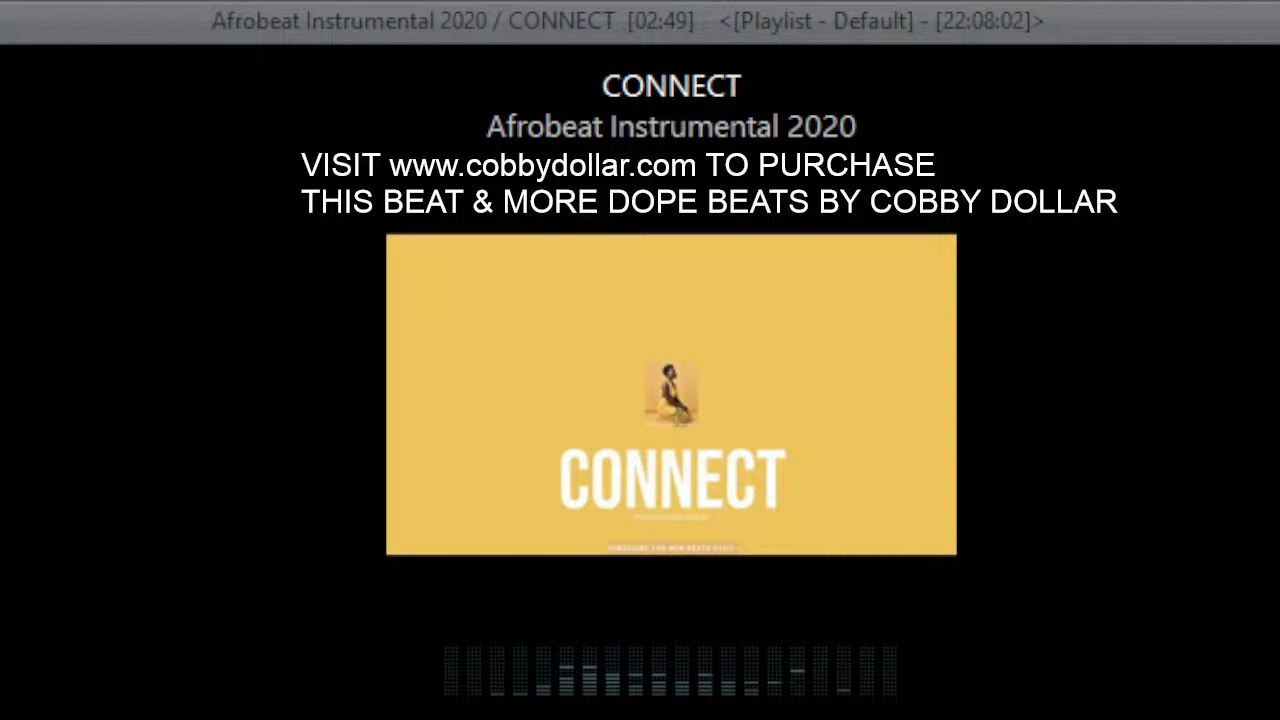 Afrobeat Instrumental 2020 / CONNECT [02:49] - <[Playlist - Default] - [22:08:02]>
CONNECT
Afrobeat Instrumental 2020
VISIT www.cobbydollar.com TO PURCHASE
THIS BEAT & MORE DOPE BEATS BY COBBY DOLLAR
CONNECT